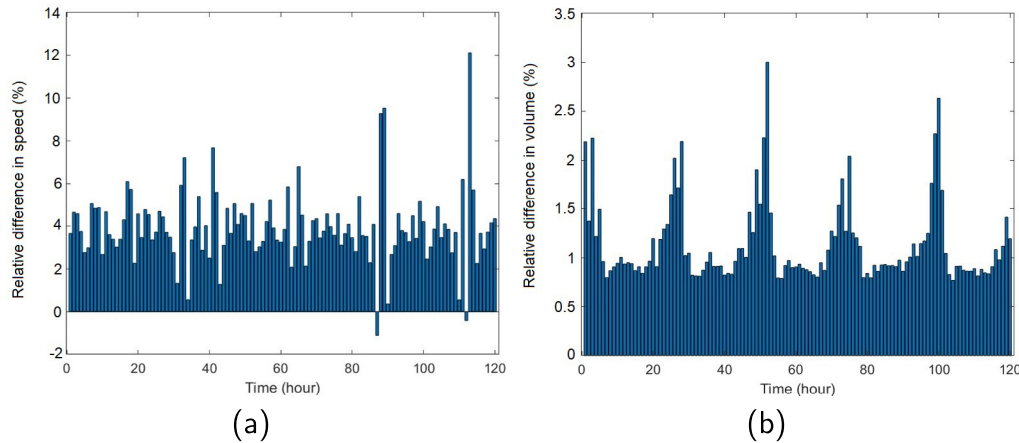 14
12
10
8
6
4
2
0
-2
Relative difference in speed (%)
0 20 40 60 80 100 120
Time (hour)
(a)
3.5
3
2.5
2
1.5
1
0.5
0
Relative difference in volume (%)
0 20 40 60 80 100 120
Time (hour)
(b)